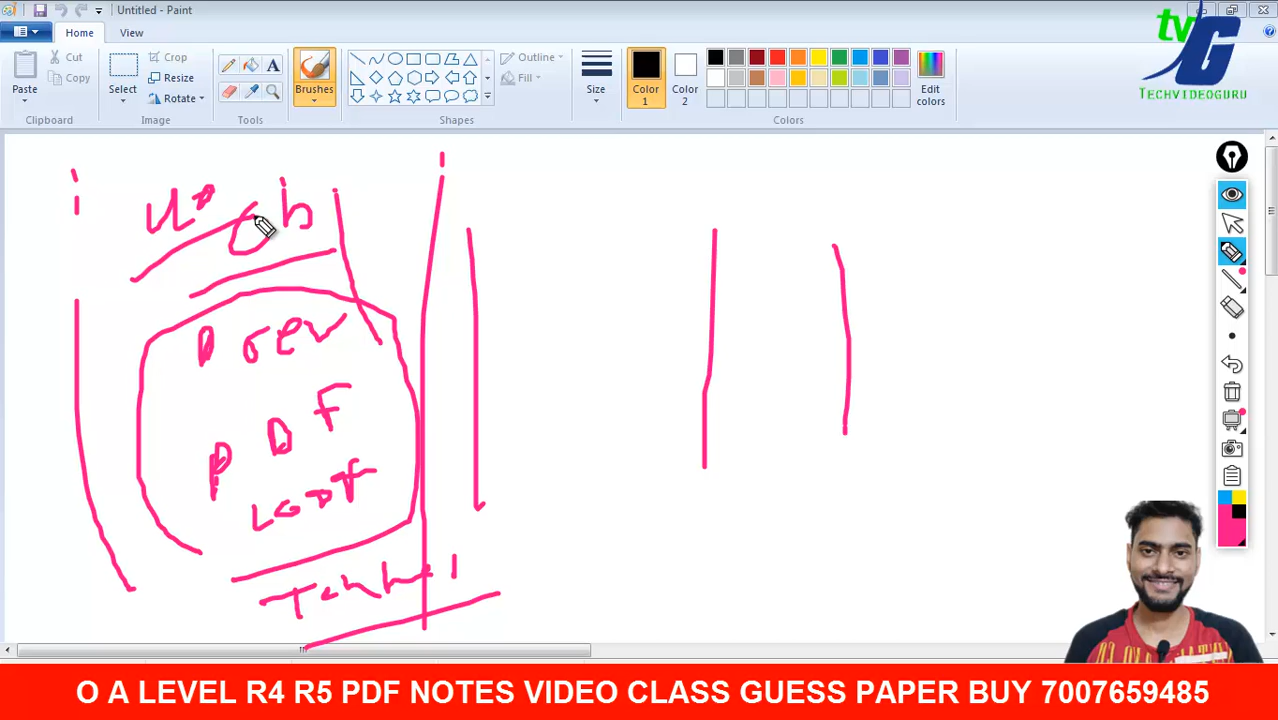 Untitled - Paint
Home View
Cut
Copy
Paste
Clipboard
Select
Crop
Resize
Rotate
Image
Tools
Brushes
Outline
Fill
Shapes
Size
Color
1
Color
2
Edit
colors
Colors
tv G
TECHVIDEOGURU
P D F
O A LEVEL R4 R5 PDF NOTES VIDEO CLASS GUESS PAPER BUY 7007659485